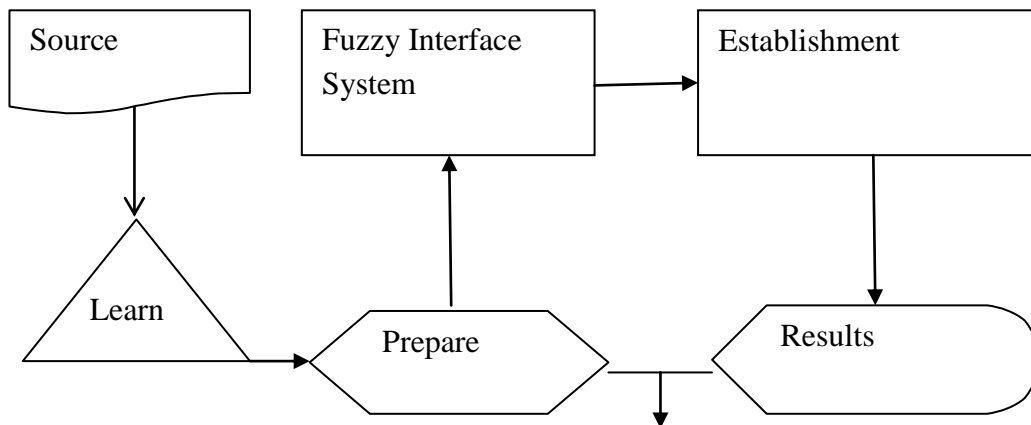 Source
Fuzzy Interface
System
Establishment
Learn
Prepare
Results